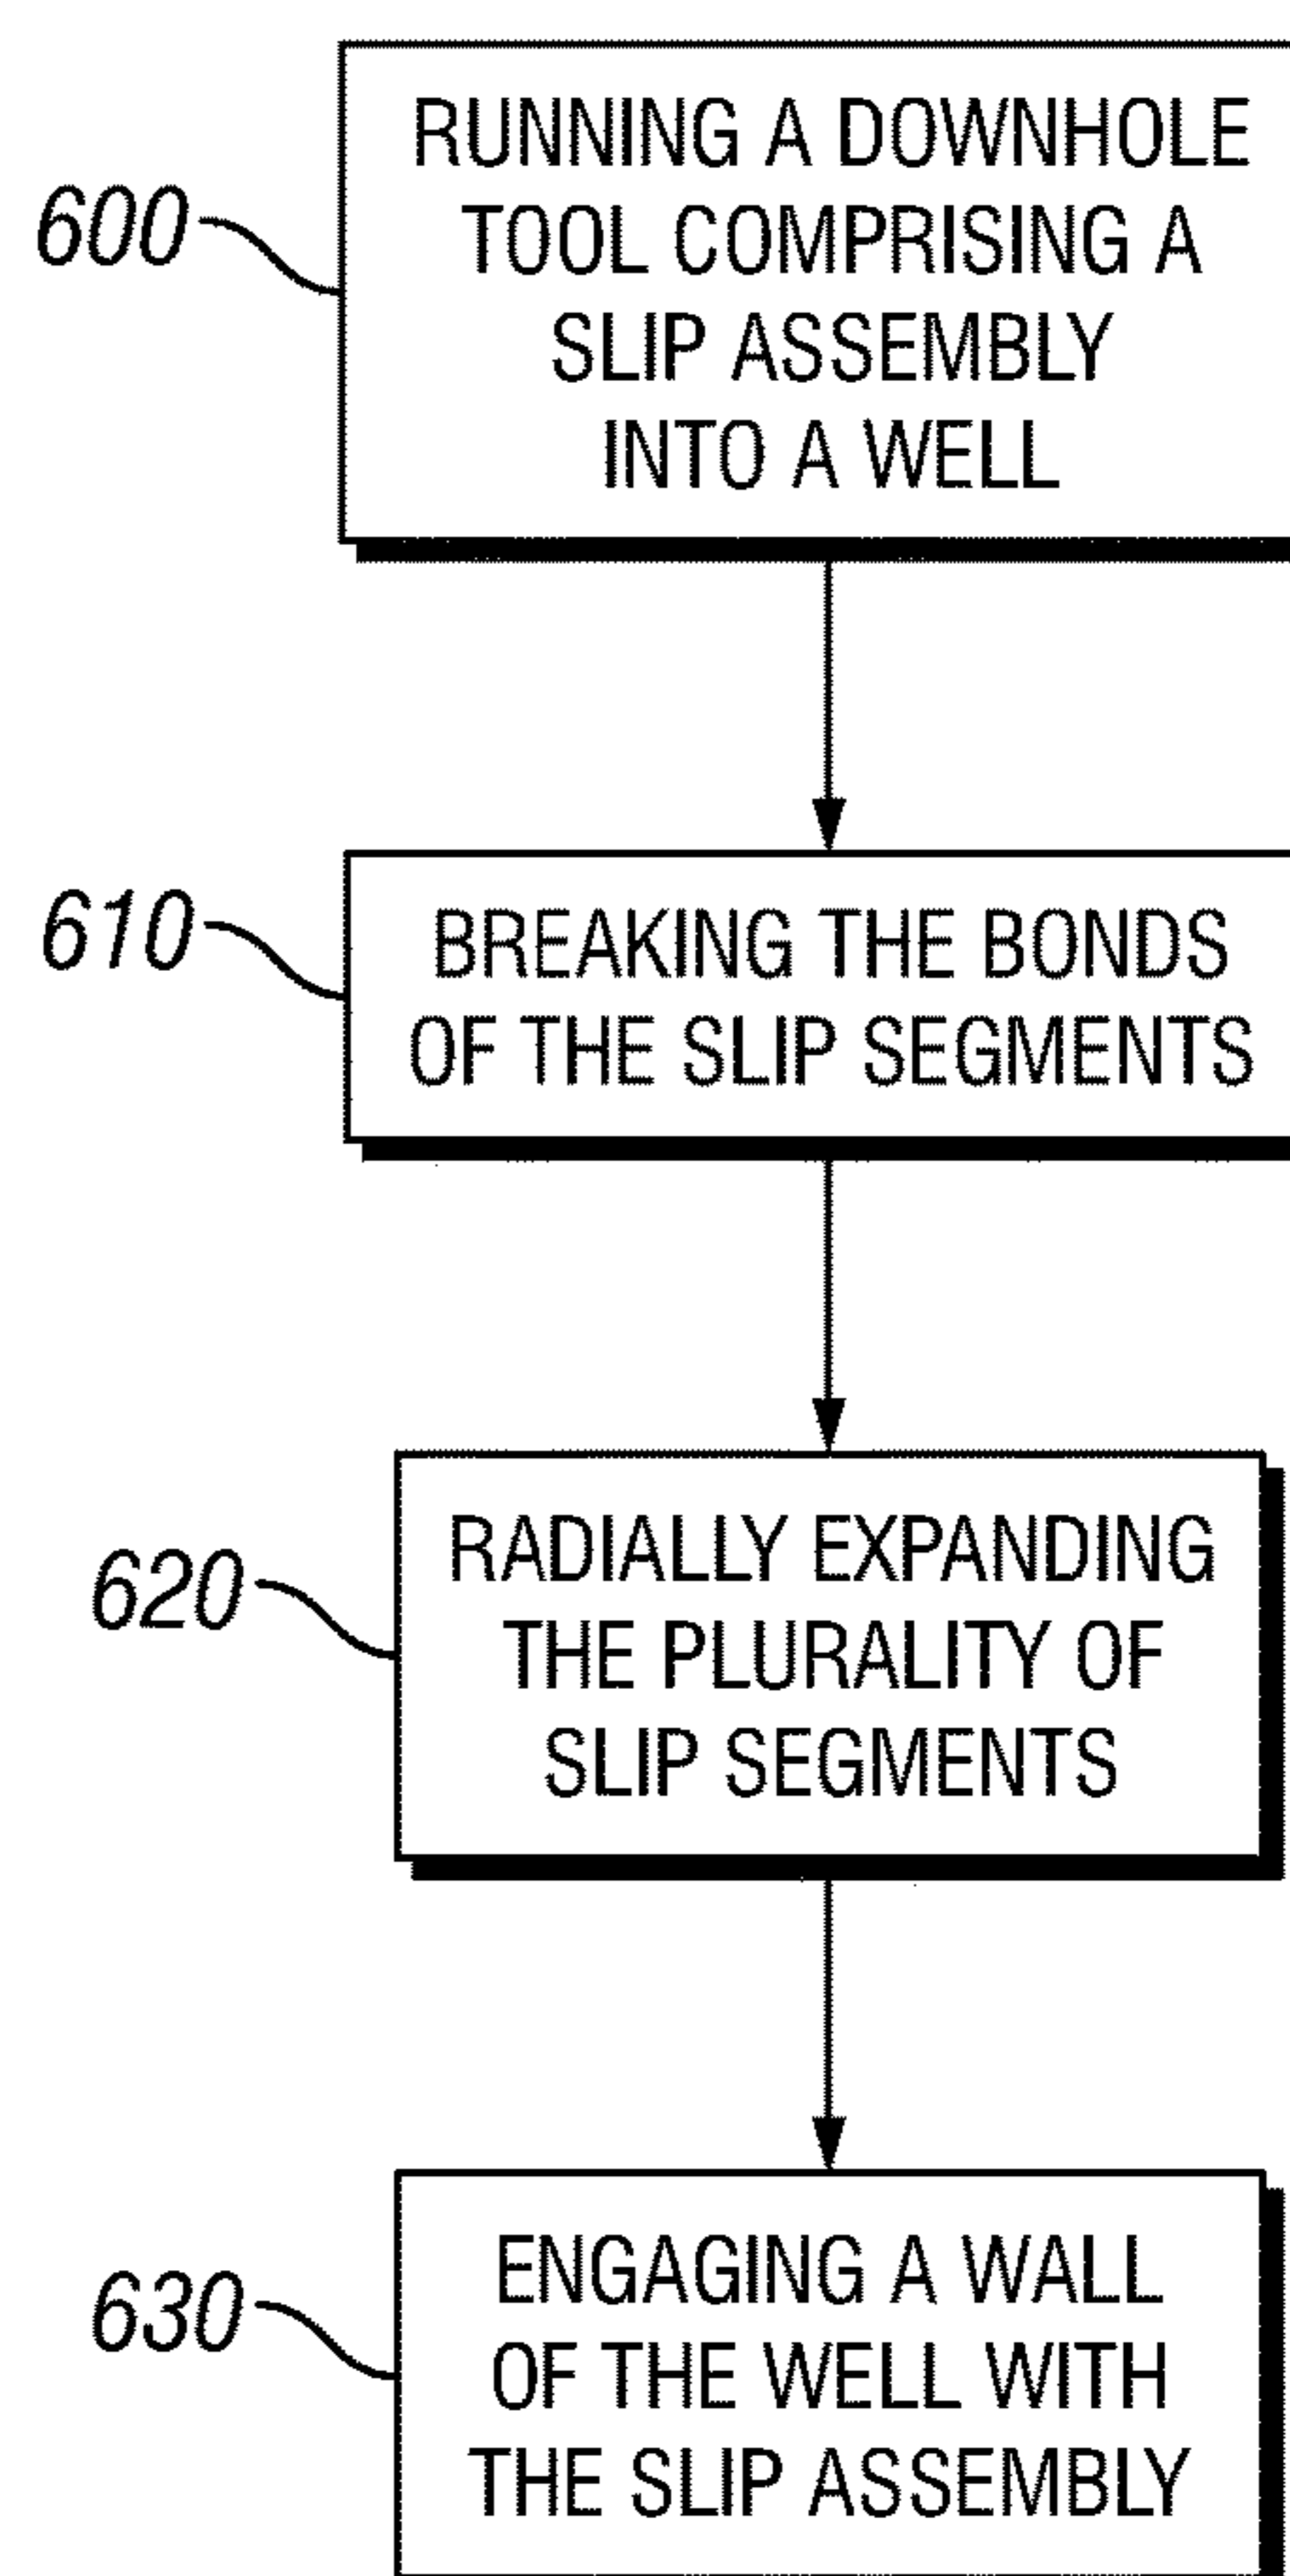 600
RUNNING A DOWNHOLE
TOOL COMPRISING A
SLIP ASSEMBLY
INTO A WELL
610
BREAKING THE BONDS
OF THE SLIP SEGMENTS
620
RADIALLY EXPANDING
THE PLURALITY OF
SLIP SEGMENTS
630
ENGAGING A WALL
OF THE WELL WITH
THE SLIP ASSEMBLY